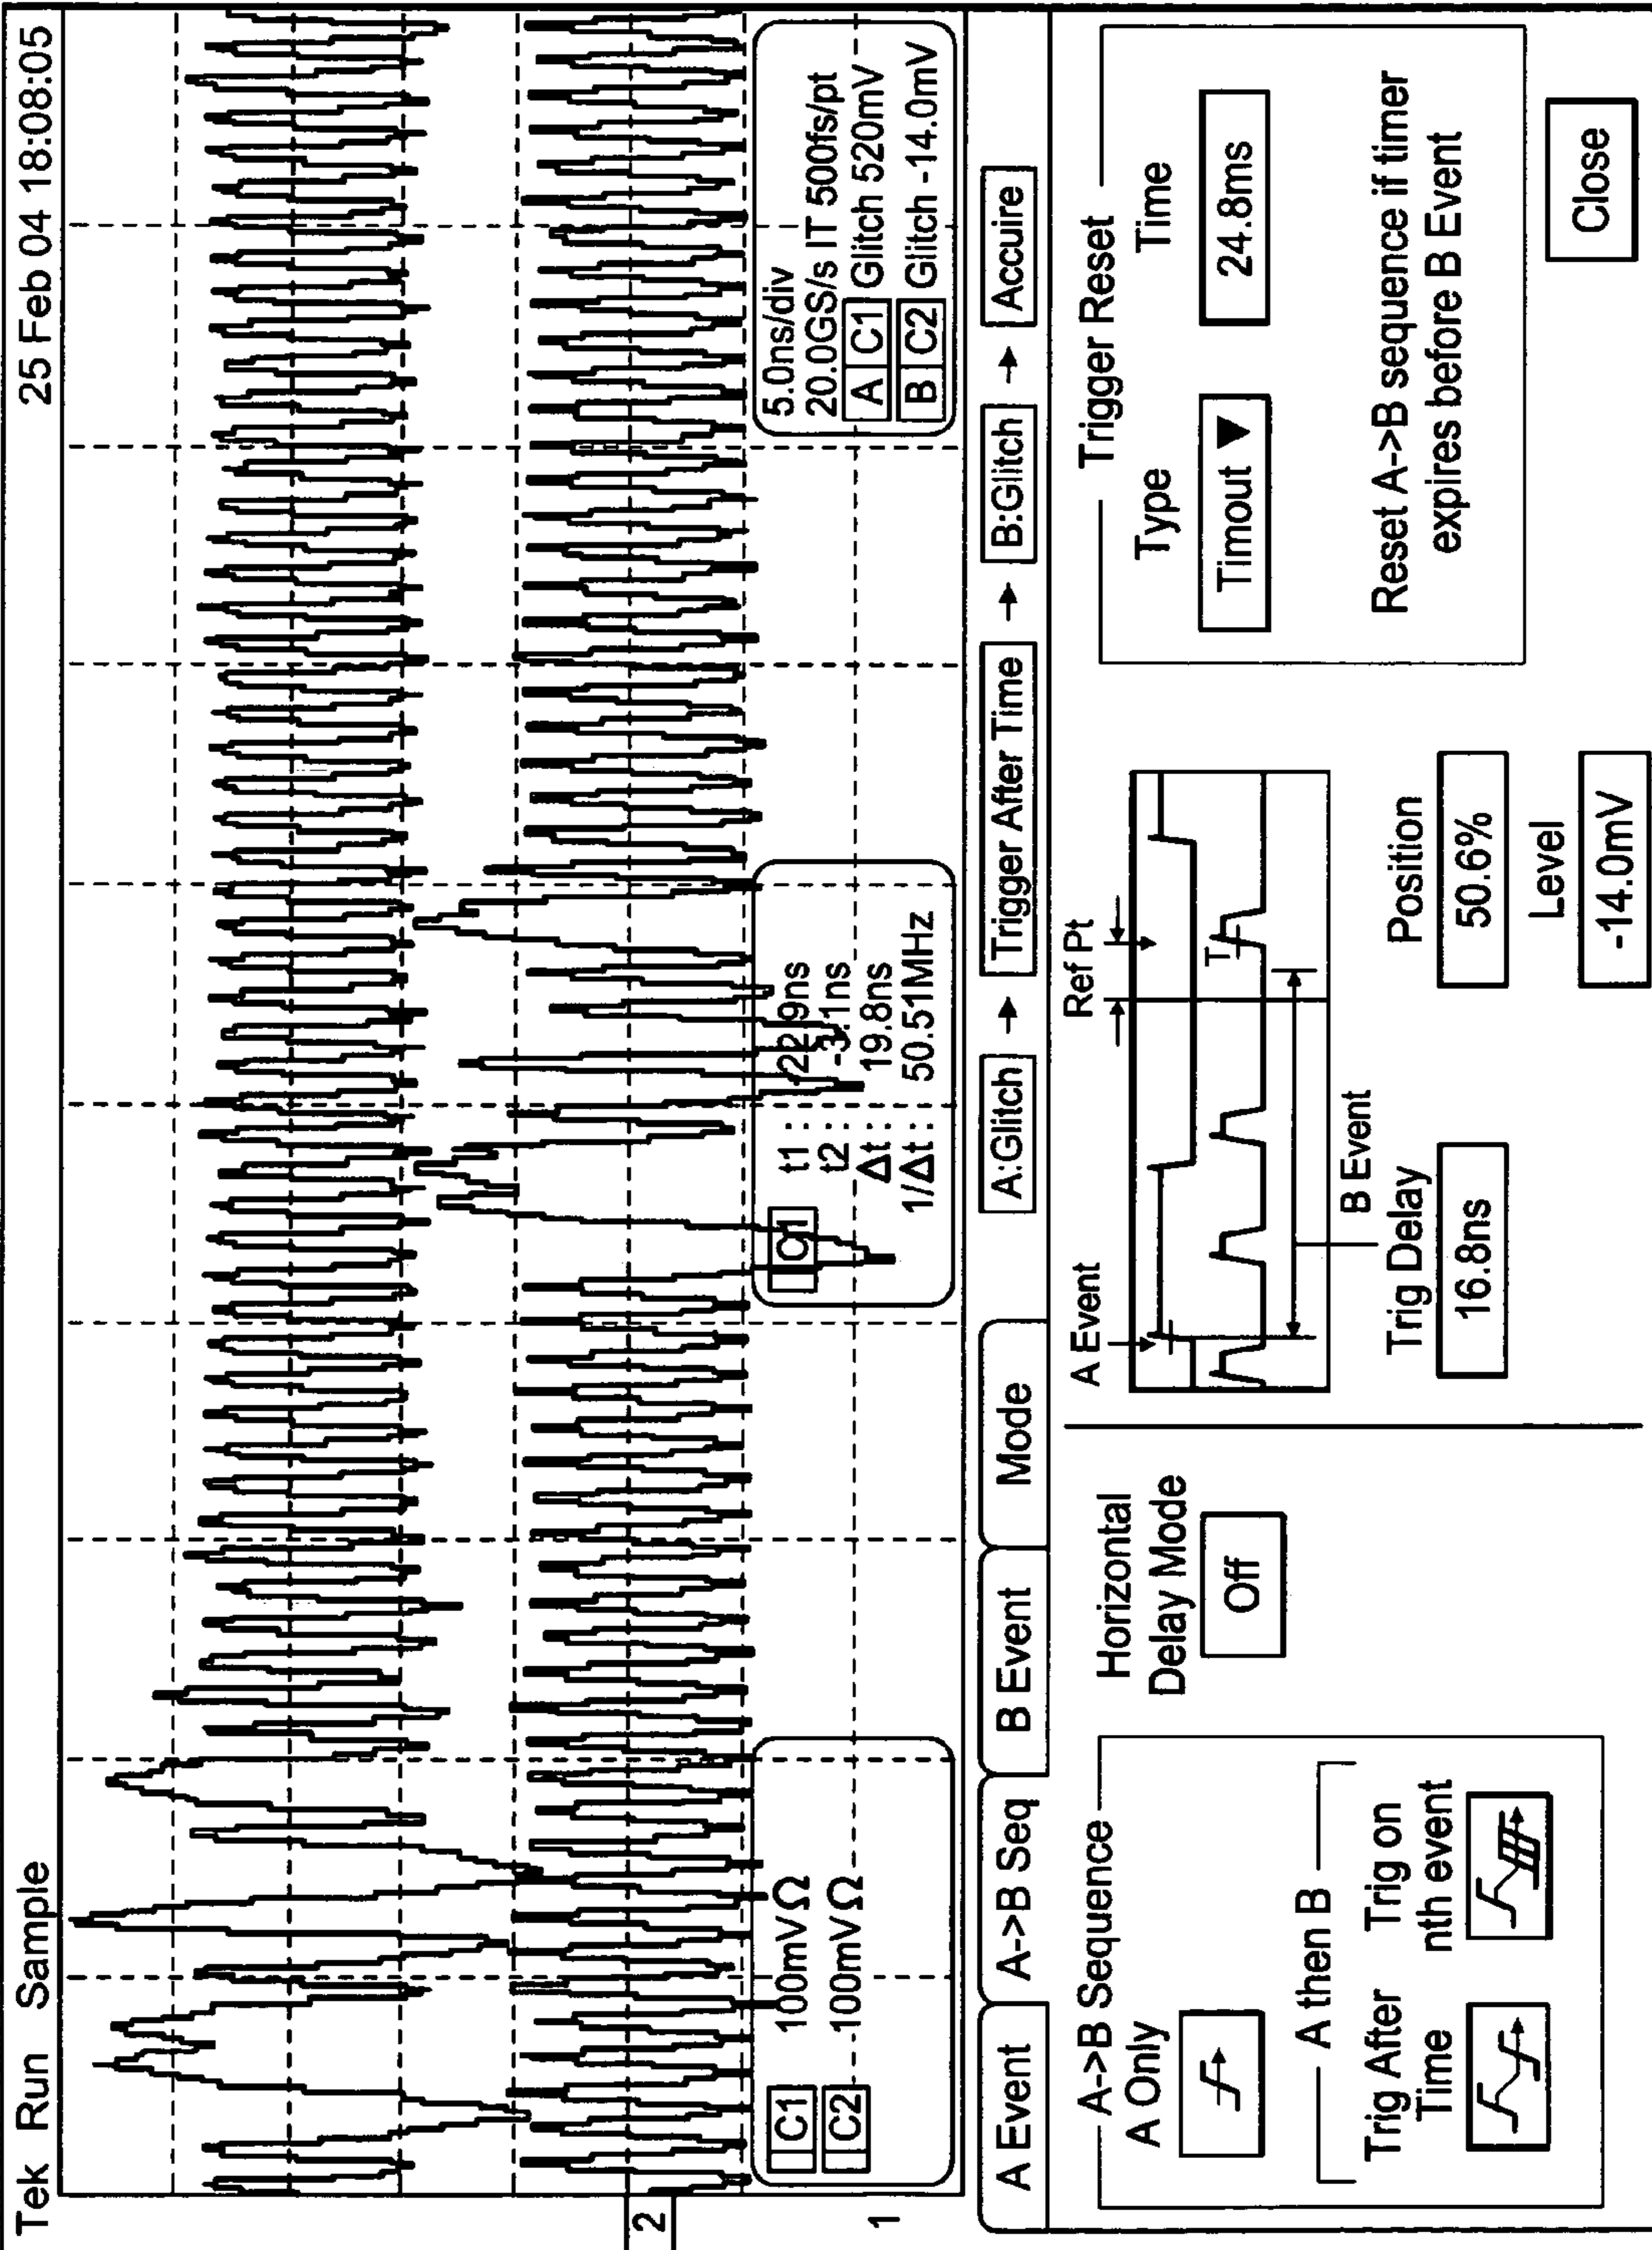 Tek Run Sample 25 Feb 04 18:08:05
2
1
C1 100mVΩ
C2 100mVΩ
C1 t1 : -22.9ns
t2 : -3.1ns
Δt : 19.8ns
1/Δt : 50.51MHz
5.0ns/div
20.0GS/s IT 500fs/pt
A C1 Glitch 520mV
B C2 Glitch -14.0mV
A Event A->B Seq B Event Mode A:Glitch → Trigger After Time → B:Glitch → Accuire
A->B Sequence
A Only
A then B
Trig After Time
Trig on nth event
Horizontal
Delay Mode
Off
A Event
Ref Pt
T
B Event
Trig Delay
16.8ns
Position
50.6%
Level
-14.0mV
Trigger Reset
Type Time
Timout ▼ 24.8ms
Reset A->B sequence if timer
expires before B Event
Close